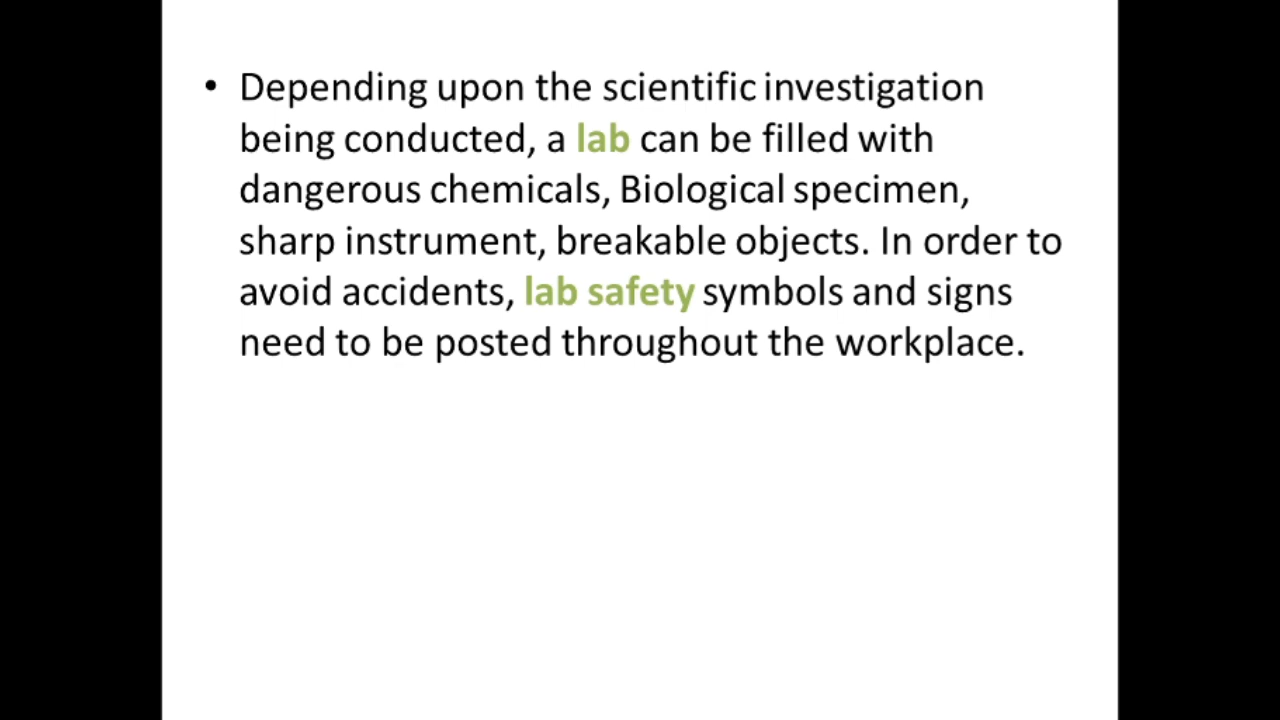 • Depending upon the scientific investigation
being conducted, a lab can be filled with
dangerous chemicals, Biological specimen,
sharp instrument, breakable objects. In order to
avoid accidents, lab safety symbols and signs
need to be posted throughout the workplace.